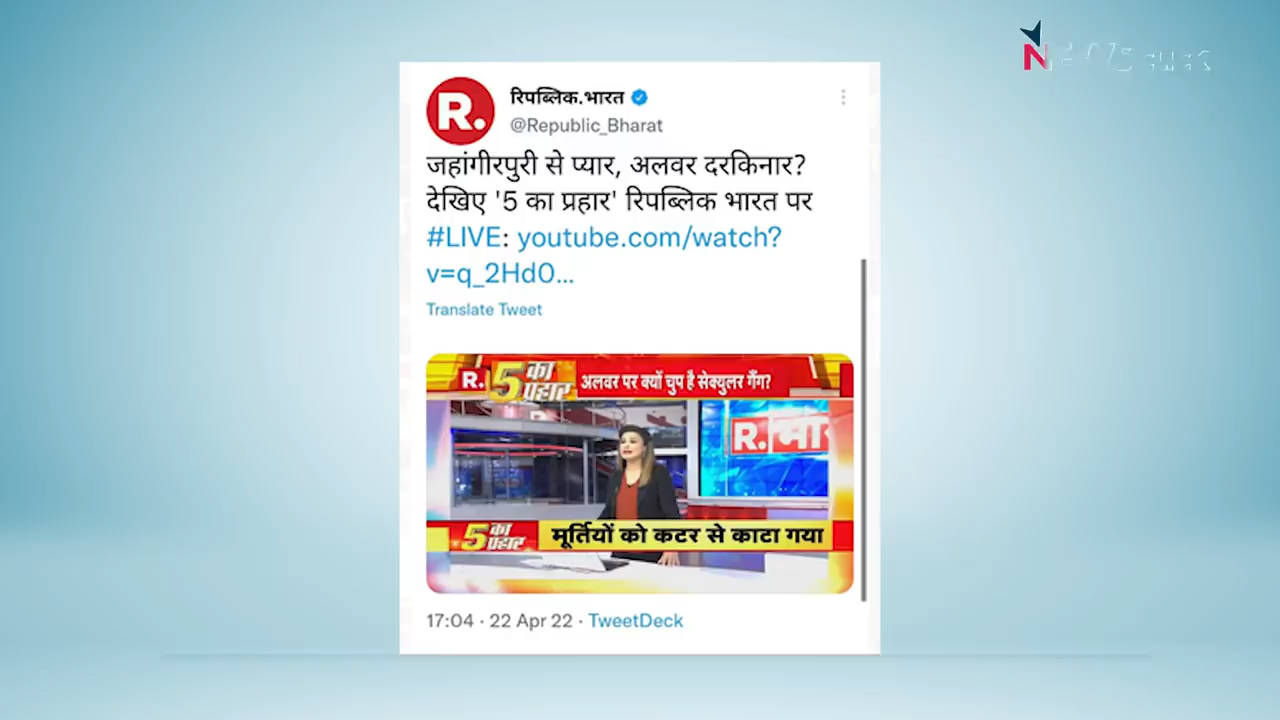 R.
रिपब्लिक.भारत
@Republic_Bharat
जहांगीरपुरी से प्यार, अलवर दरकिनार?
देखिए '5 का प्रहार' रिपब्लिक भारत पर
#LIVE: youtube.com/watch?
v=q_2Hd0...
Translate Tweet
R. 5 का प्रहार अलवर पर क्यों चुप है सेक्युलर गैंग?
R. भार
5 का प्रहार मूर्तियों को कटर से काटा गया
17:04 · 22 Apr 22 · TweetDeck